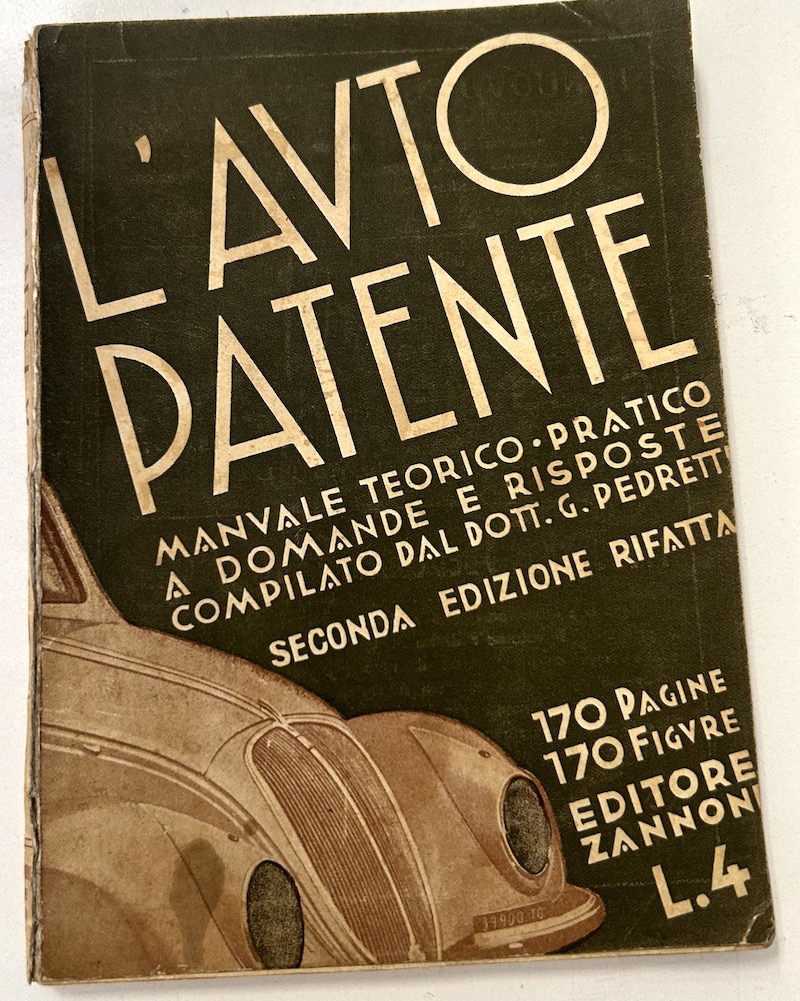 L'AVTO
PATENTE
MANVALE TEORICO·PRATICO
A DOMANDE E RISPOSTE
COMPILATO DAL DOTT. G. PEDRETTI
SECONDA EDIZIONE RIFATTA
170 PAGINE
170 FIGVRE
EDITORE
ZANNONI
L.4